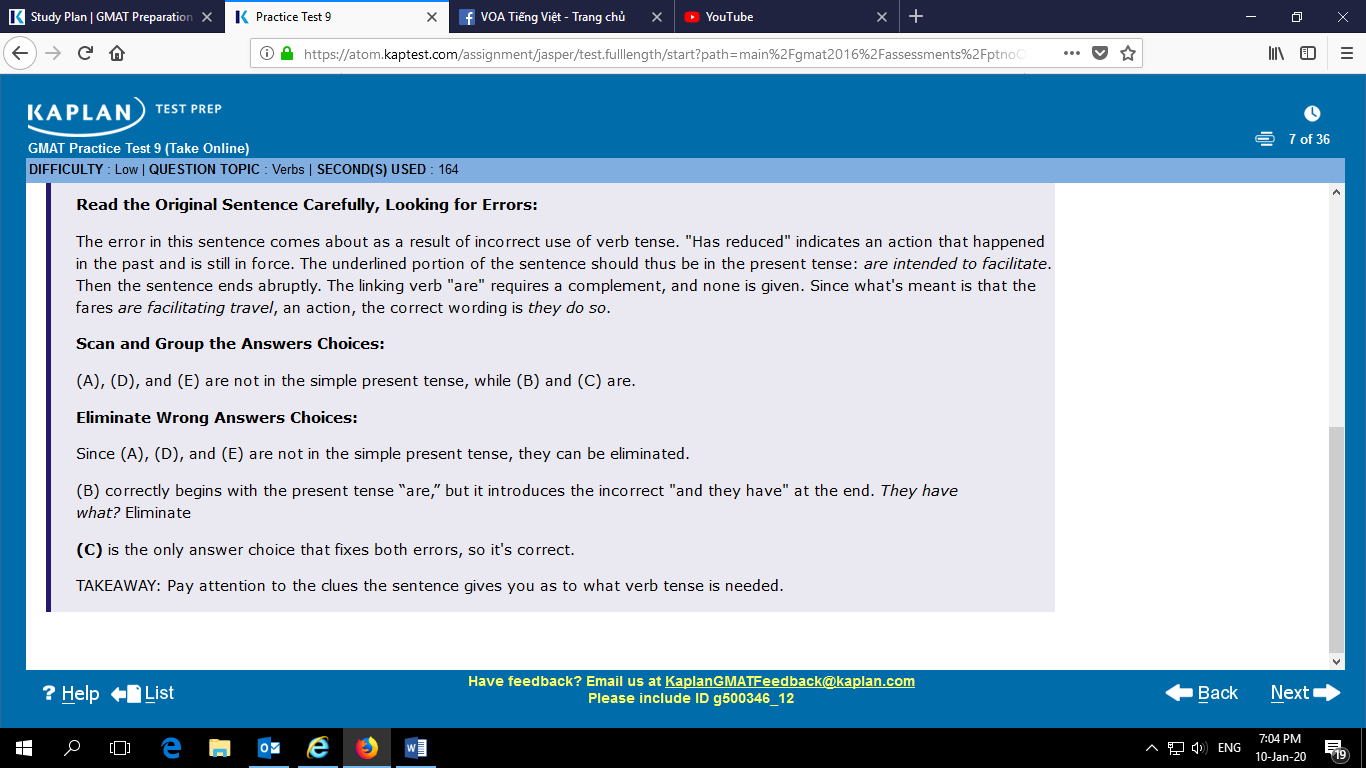 Study Plan | GMAT Preparation
Practice Test 9
VOA Tiếng Việt - Trang chủ
YouTube
https://atom.kaptest.com/assignment/jasper/test.fulllength/start?path=main%2Fgmat2016%2Fassessments%2Fptno
KAPLAN TEST PREP
GMAT Practice Test 9 (Take Online)
7 of 36
DIFFICULTY : Low | QUESTION TOPIC : Verbs | SECOND(S) USED : 164
Read the Original Sentence Carefully, Looking for Errors:
The error in this sentence comes about as a result of incorrect use of verb tense. "Has reduced" indicates an action that happened
in the past and is still in force. The underlined portion of the sentence should thus be in the present tense: are intended to facilitate.
Then the sentence ends abruptly. The linking verb "are" requires a complement, and none is given. Since what's meant is that the
fares are facilitating travel, an action, the correct wording is they do so.
Scan and Group the Answers Choices:
(A), (D), and (E) are not in the simple present tense, while (B) and (C) are.
Eliminate Wrong Answers Choices:
Since (A), (D), and (E) are not in the simple present tense, they can be eliminated.
(B) correctly begins with the present tense “are,” but it introduces the incorrect "and they have" at the end. They have
what? Eliminate
(C) is the only answer choice that fixes both errors, so it's correct.
TAKEAWAY: Pay attention to the clues the sentence gives you as to what verb tense is needed.
? Help
List
Have feedback? Email us at KaplanGMATFeedback@kaplan.com
Please include ID g500346_12
Back
Next
ENG
7:04 PM
10-Jan-20
19